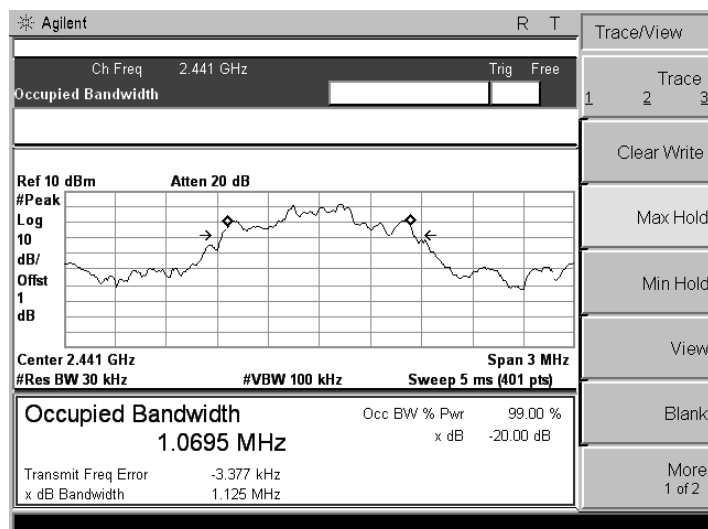 Agilent R T
Ch Freq 2.441 GHz Trig Free
Occupied Bandwidth
Ref 10 dBm Atten 20 dB
#Peak
Log
10
dB/
Offst
1
dB
Center 2.441 GHz Span 3 MHz
#Res BW 30 kHz #VBW 100 kHz Sweep 5 ms (401 pts)
Occupied Bandwidth
1.0695 MHz
Occ BW % Pwr 99.00 %
x dB -20.00 dB
Transmit Freq Error -3.377 kHz
x dB Bandwidth 1.125 MHz
Trace/View
Trace
1 2 3
Clear Write
Max Hold
Min Hold
View
Blank
More
1 of 2